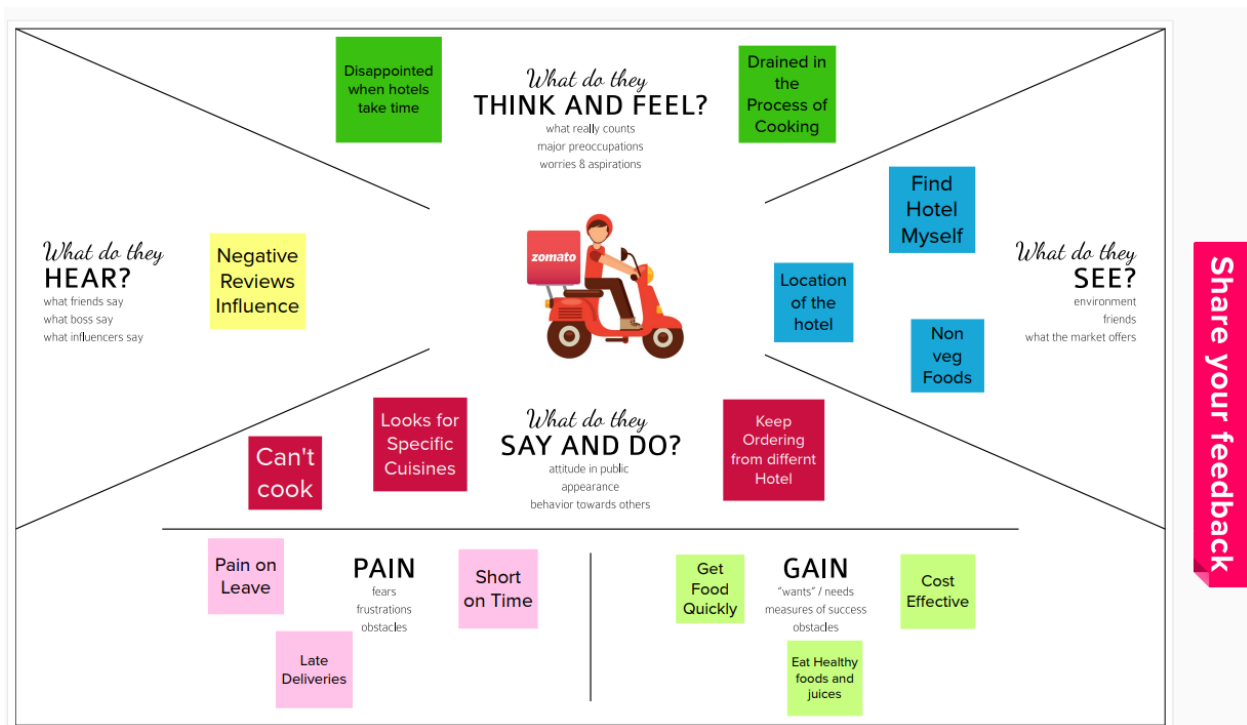 Disappointed
when hotels
take time
What do they
THINK AND FEEL?
what really counts
major preoccupations
worries & aspirations
Drained in
the
Process of
Cooking
What do they
HEAR?
what friends say
what boss say
what influencers say
Negative
Reviews
Influence
zomato
Find
Hotel
Myself
Location
of the
hotel
Non
veg
Foods
What do they
SEE?
environment
friends
what the market offers
Can't
cook
Looks for
Specific
Cuisines
What do they
SAY AND DO?
attitude in public
appearance
behavior towards others
Keep
Ordering
from differnt
Hotel
Pain on
Leave
PAIN
fears
frustrations
obstacles
Short
on Time
Late
Deliveries
Get
Food
Quickly
GAIN
"wants" / needs
measures of success
obstacles
Cost
Effective
Eat Healthy
foods and
juices
Share your feedback